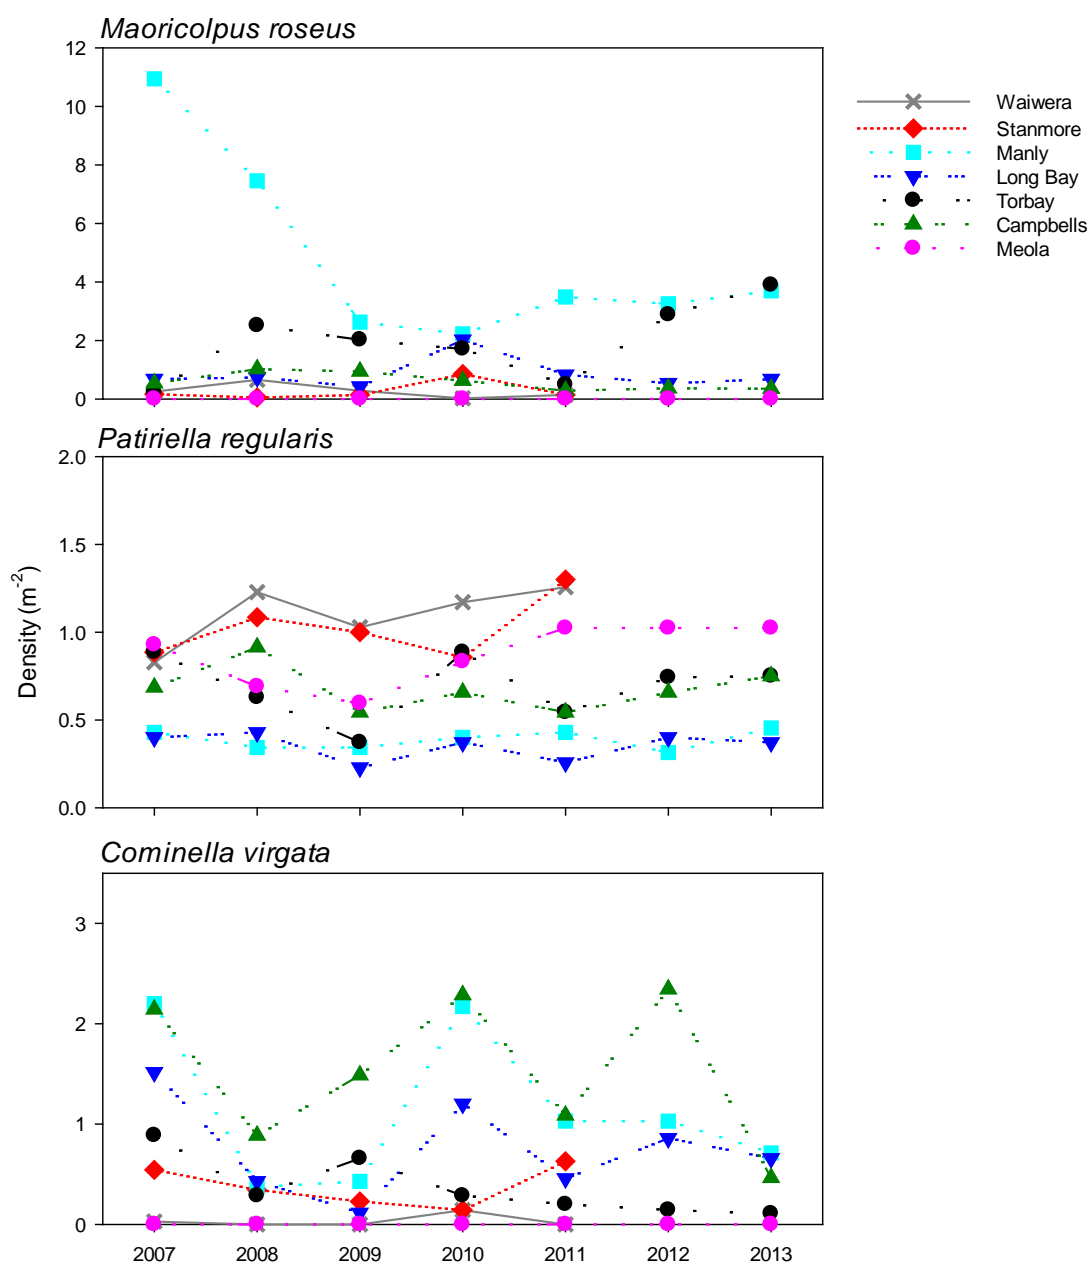 Maoricolpus roseus
12
10
8
6
4
2
0
Waiwera
Stanmore
Manly
Long Bay
Torbay
Campbells
Meola
Patiriella regularis
2.0
1.5
1.0
0.5
0.0
Density (m⁻²)
Cominella virgata
3
2
1
0
2007 2008 2009 2010 2011 2012 2013